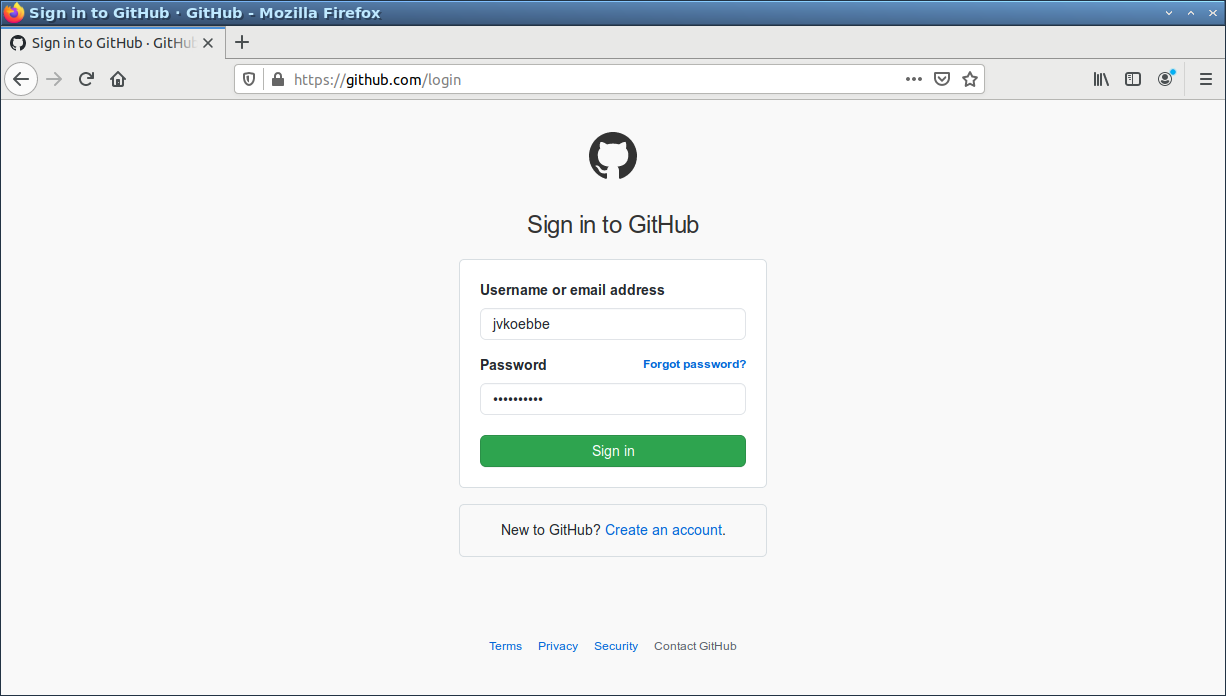 Sign in to GitHub · GitHub - Mozilla Firefox
Sign in to GitHub · GitHub
https://github.com/login
Sign in to GitHub
Username or email address
jvkoebbe
Password Forgot password?
••••••••••
Sign in
New to GitHub? Create an account.
Terms Privacy Security Contact GitHub